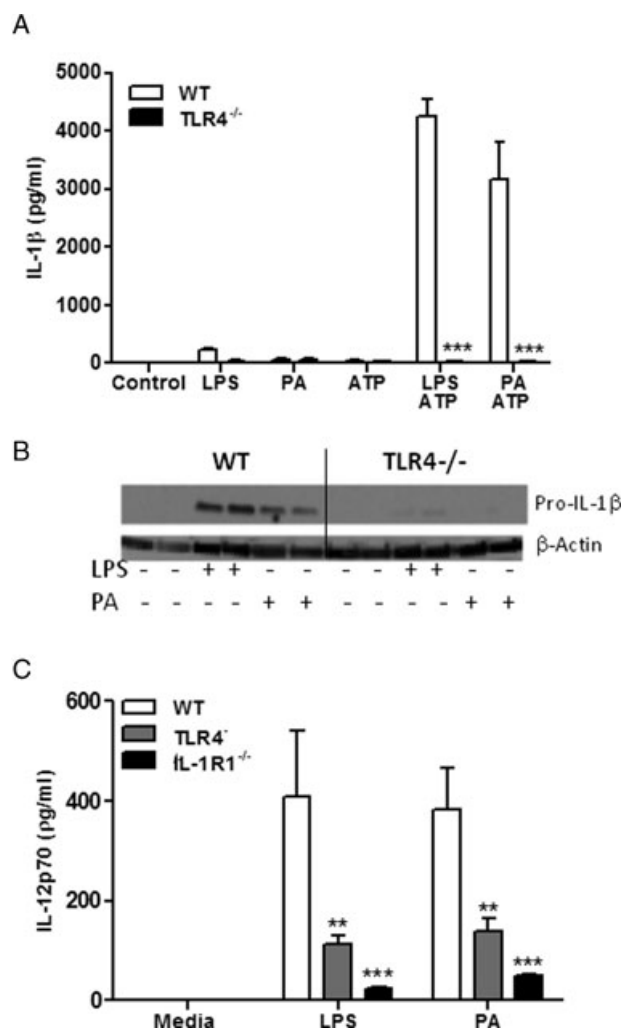 A
5000
4000
3000
2000
1000
0
IL-1β (pg/ml)
WT
TLR4-/-
Control LPS PA ATP LPS PA
ATP ATP
*** ***
B
WT TLR4-/-
Pro-IL-1β
β-Actin
LPS - - + + - - - - + + - -
PA - - - - + + - - - - + +
C
600
400
200
0
IL-12p70 (pg/ml)
WT
TLR4-
IL-1R1-/-
** *** ** ***
Media LPS PA